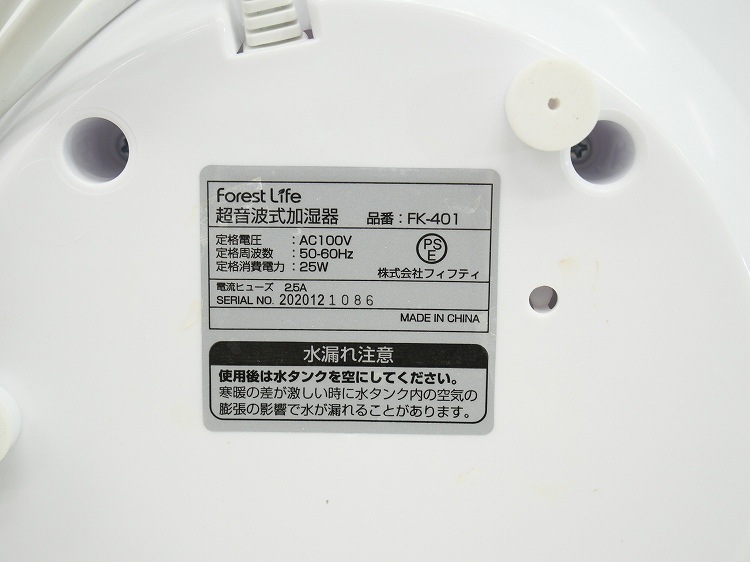 Forest Life
超音波式加湿器 品番：FK-401
定格電圧 ：AC100V
定格周波数 ：50-60Hz
定格消費電力：25W
PS
E
株式会社フィフティ
電流ヒューズ 2.5A
SERIAL NO. 2020121086
MADE IN CHINA
水漏れ注意
使用後は水タンクを空にしてください。
寒暖の差が激しい時に水タンク内の空気の
膨張の影響で水が漏れることがあります。